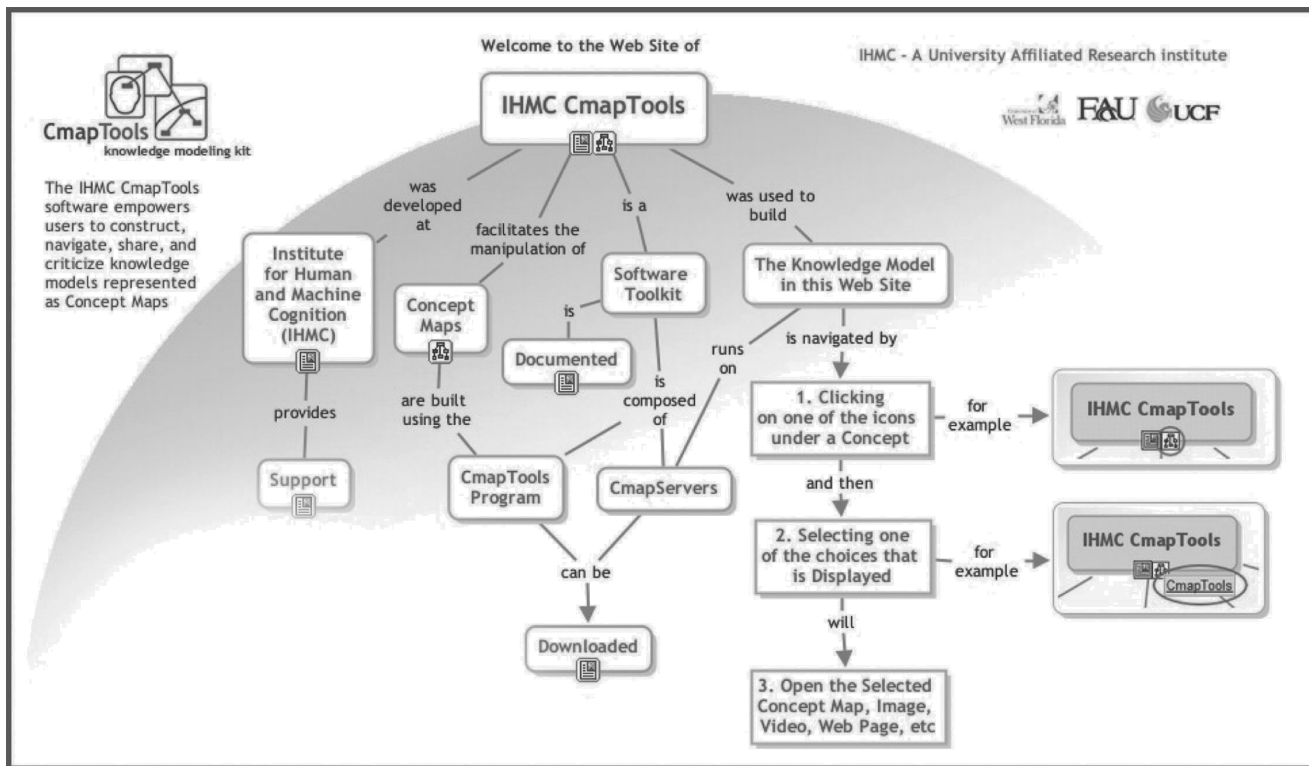 Welcome to the Web Site of
IHMC CmapTools
IHMC - A University Affiliated Research institute
West Florida
FAU
UCF
CmapTools
knowledge modeling kit
The IHMC CmapTools
software empowers
users to construct,
navigate, share, and
criticize knowledge
models represented
as Concept Maps
was
developed
at
facilitates the
manipulation of
is a
was used to
build
Institute
for Human
and Machine
Cognition
(IHMC)
Concept
Maps
Software
Toolkit
The Knowledge Model
in this Web Site
is
Documented
runs
on
is navigated by
provides
are built
using the
is
composed
of
1. Clicking
on one of the icons
under a Concept
for
example
IHMC CmapTools
Support
CmapTools
Program
CmapServers
and then
2. Selecting one
of the choices that
is Displayed
for
example
IHMC CmapTools
CmapTools
can be
will
Downloaded
3. Open the Selected
Concept Map, Image,
Video, Web Page, etc